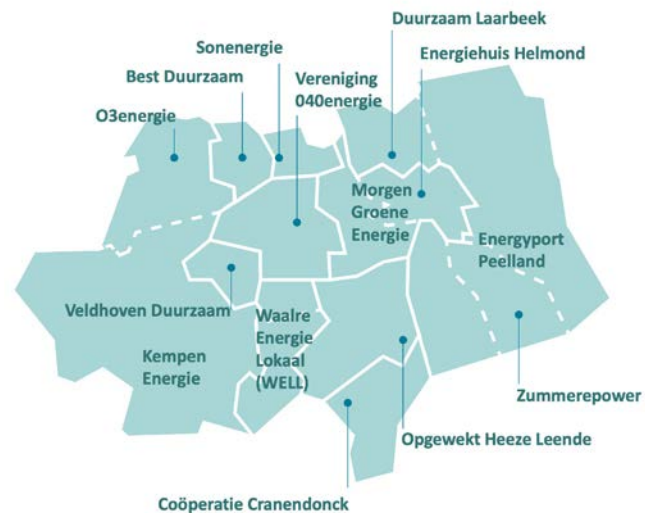 Duurzaam Laarbeek
Sonenergie
Energiehuis Helmond
Best Duurzaam
Vereniging
040energie
O3energie
Morgen
Groene
Energie
Energyport
Peelland
Veldhoven Duurzaam
Waalre
Energie
Lokaal
(WELL)
Kempen
Energie
Zummerepower
Opgewekt Heeze Leende
Coöperatie Cranendonck